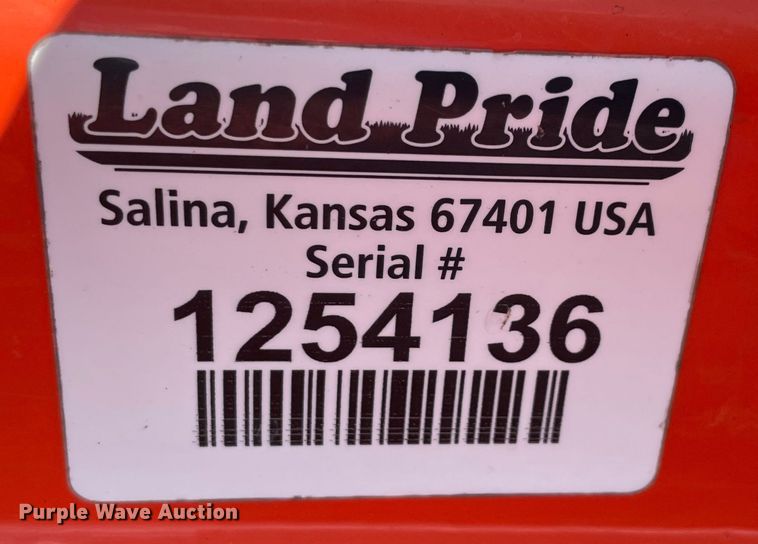 Land Pride
Salina, Kansas 67401 USA
Serial #
1254136
Purple Wave Auction